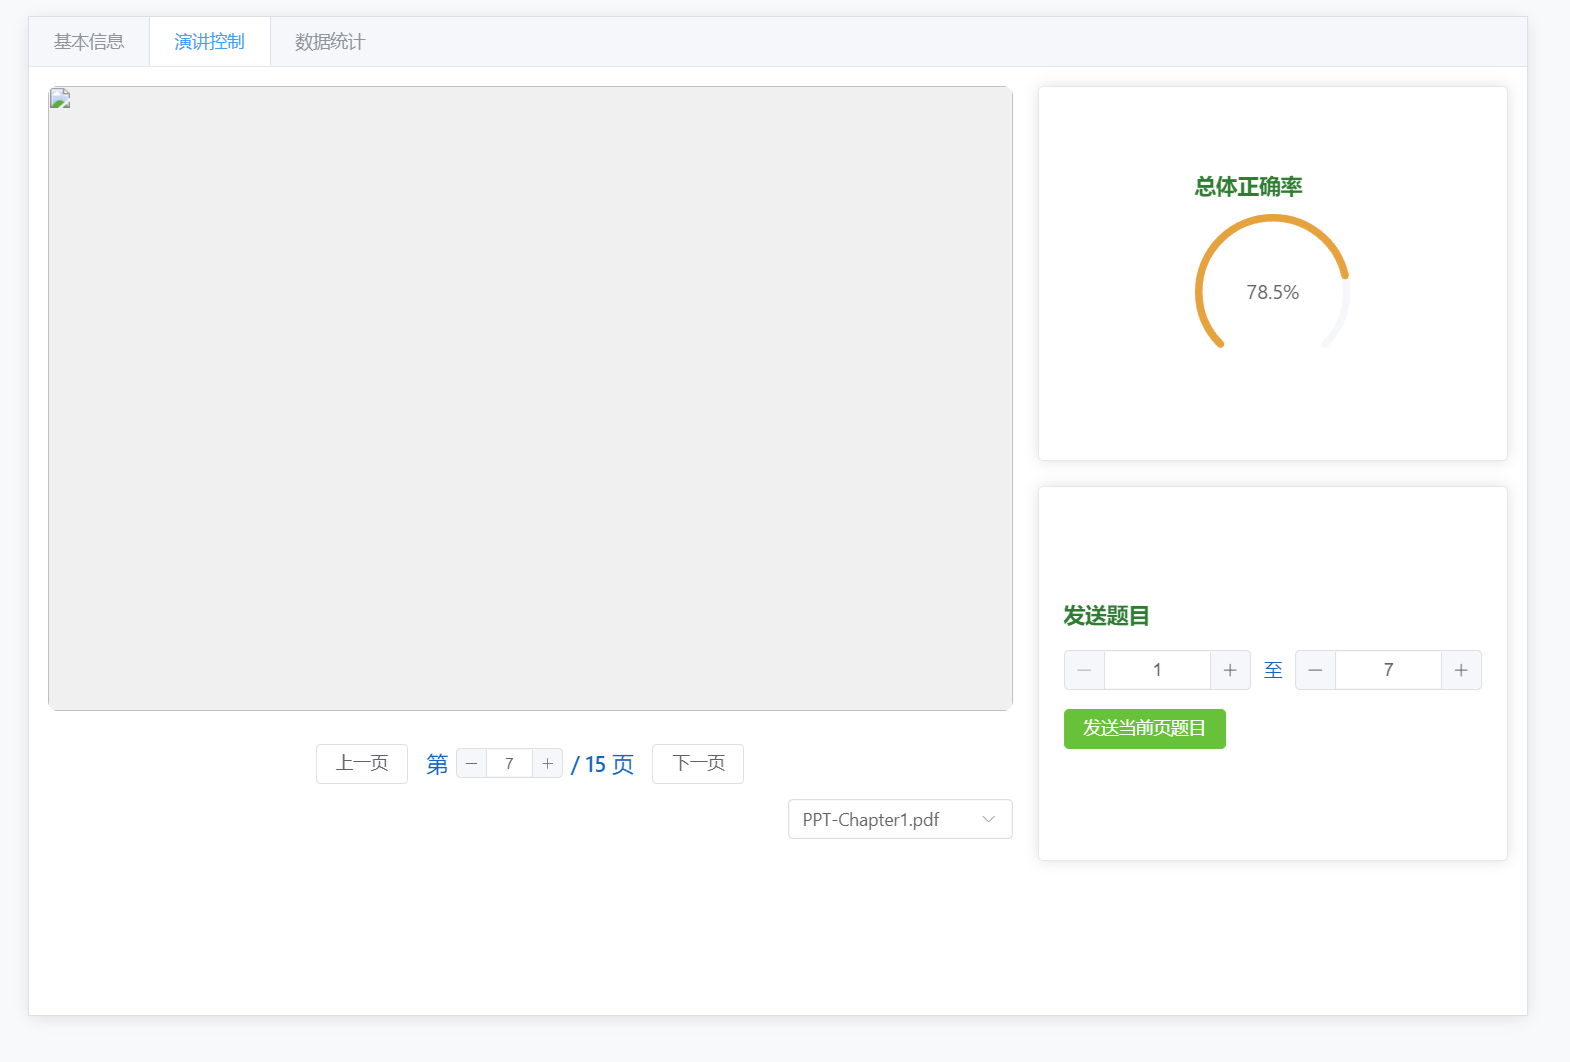 基本信息 演讲控制 数据统计
总体正确率
78.5%
发送题目
1 至 7
发送当前页题目
上一页 第 7 / 15 页 下一页
PPT-Chapter1.pdf